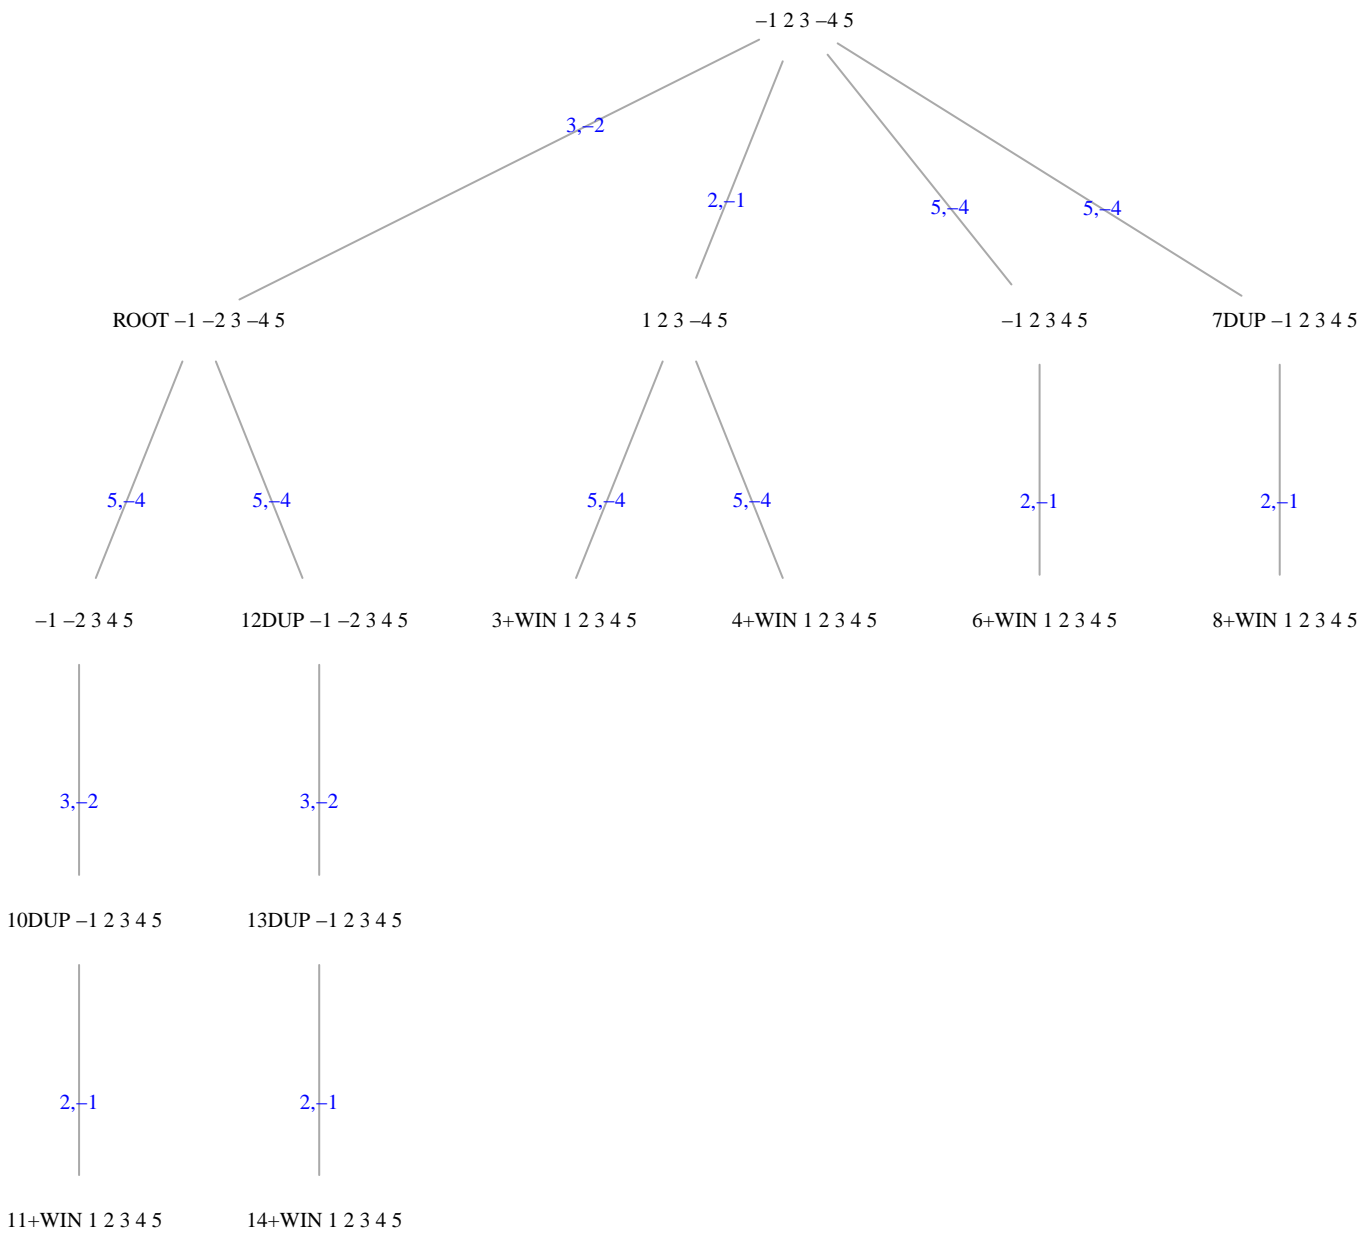 –1 2 3 –4 5
3,–2
2,–1
5,–4
5,–4
ROOT –1 –2 3 –4 5
1 2 3 –4 5
–1 2 3 4 5
7DUP –1 2 3 4 5
5,–4
5,–4
5,–4
5,–4
2,–1
2,–1
–1 –2 3 4 5
12DUP –1 –2 3 4 5
3+WIN 1 2 3 4 5
4+WIN 1 2 3 4 5
6+WIN 1 2 3 4 5
8+WIN 1 2 3 4 5
3,–2
3,–2
10DUP –1 2 3 4 5
13DUP –1 2 3 4 5
2,–1
2,–1
11+WIN 1 2 3 4 5
14+WIN 1 2 3 4 5